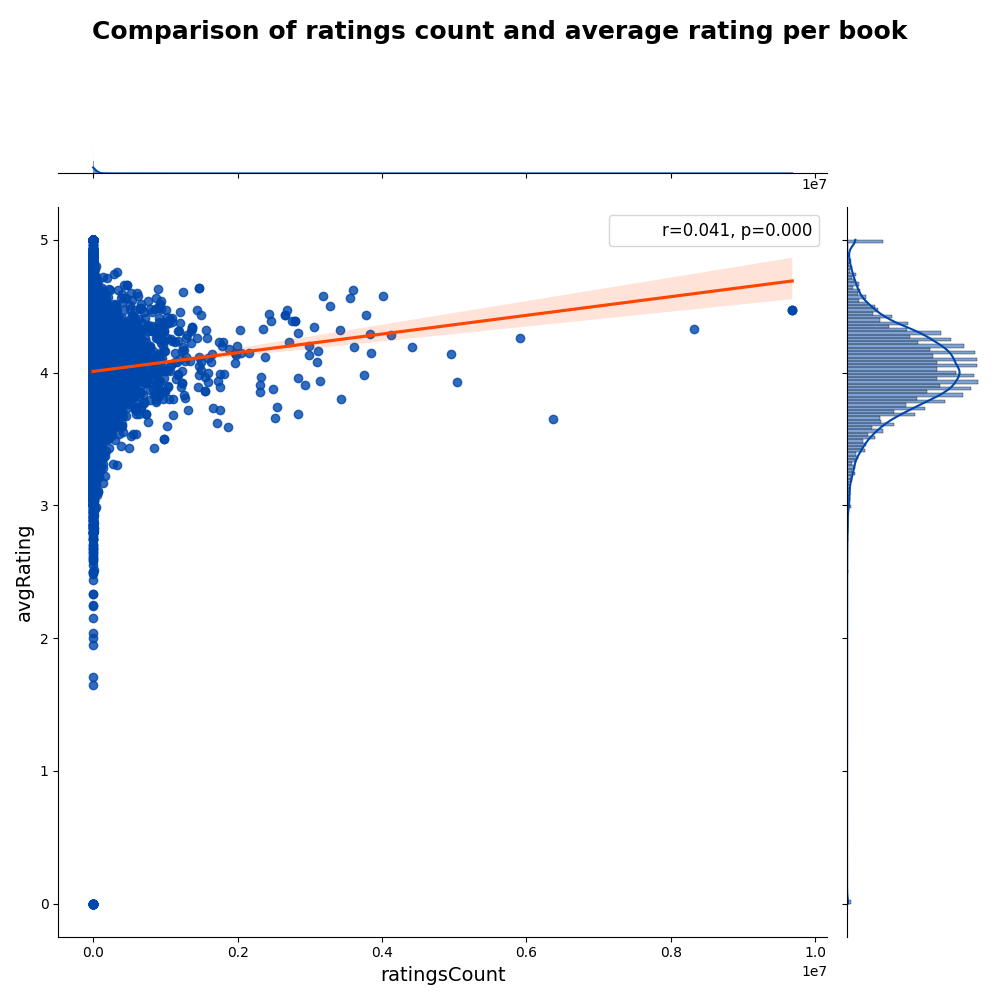 Comparison of ratings count and average rating per book
1e7
r=0.041, p=0.000
5
4
3
2
1
0
avgRating
0.0 0.2 0.4 0.6 0.8 1.0
1e7
ratingsCount